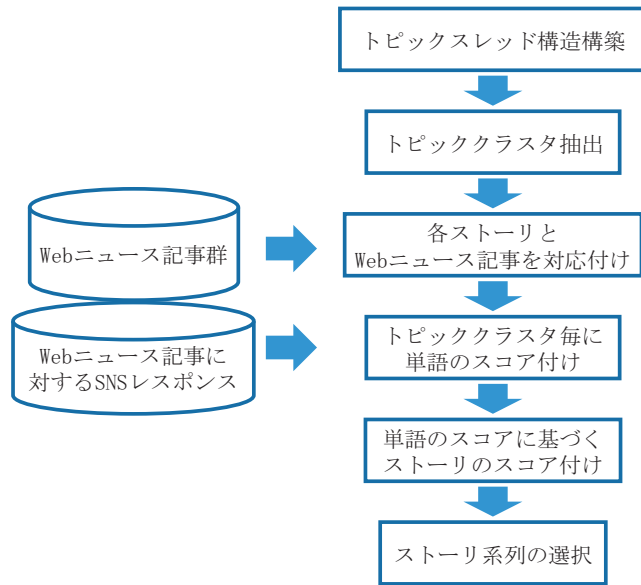 トピックスレッド構造構築
トピッククラスタ抽出
Webニュース記事群
各ストーリと
Webニュース記事を対応付け
Webニュース記事に
対するSNSレスポンス
トピッククラスタ毎に
単語のスコア付け
単語のスコアに基づく
ストーリのスコア付け
ストーリ系列の選択